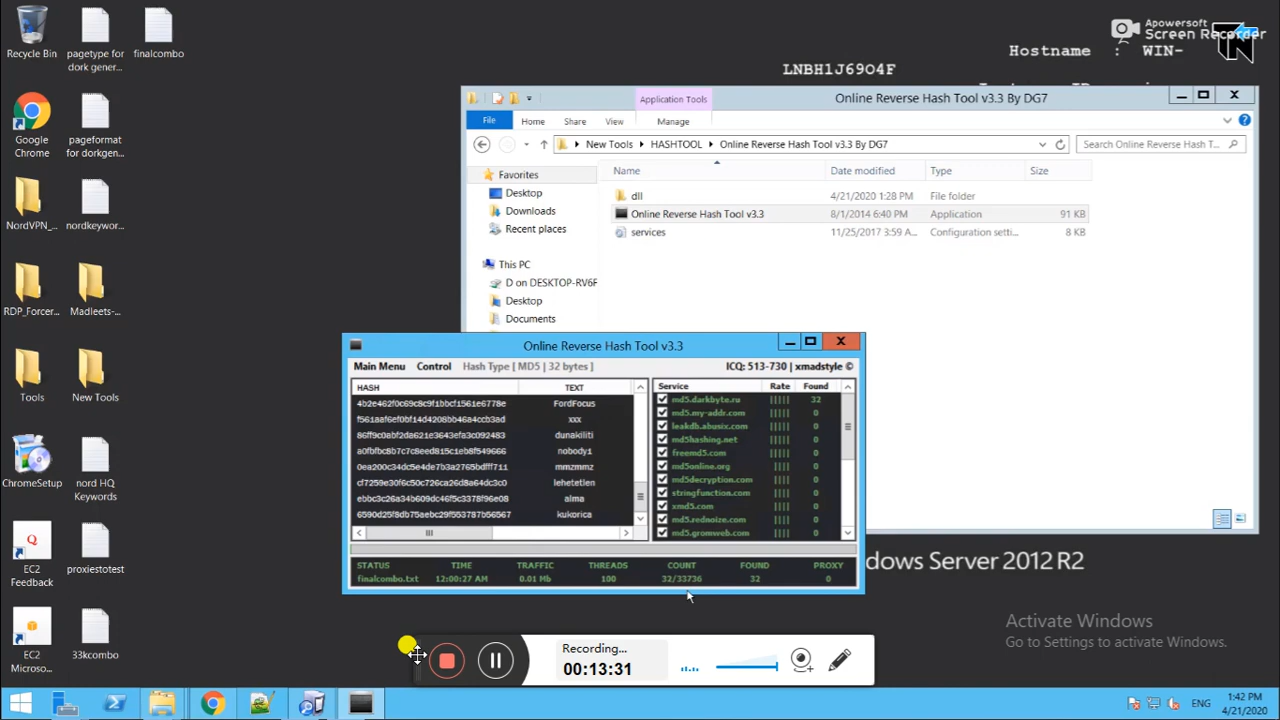 Recycle Bin
pagetype for
dork gener...
finalcombo
Apowersoft
Screen Recorder
Hostname : WIN-
LNBH1J69O4F
Google
Chrome
pageformat
for dorkgen...
NordVPN_...
nordkeywor...
RDP_Forcer...
Madleets-...
Tools
New Tools
ChromeSetup
nord HQ
Keywords
EC2
Feedback
proxiestotest
EC2
Microso...
33kcombo
Application Tools
Online Reverse Hash Tool v3.3 By DG7
File Home Share View Manage
New Tools HASHTOOL Online Reverse Hash Tool v3.3 By DG7
Search Online Reverse Hash T...
Name Date modified Type Size
Favorites
Desktop
Downloads
Recent places
This PC
D on DESKTOP-RV6F
Desktop
Documents
dll 4/21/2020 1:28 PM File folder
Online Reverse Hash Tool v3.3 8/1/2014 6:40 PM Application 91 KB
services 11/25/2017 3:59 A... Configuration setti... 8 KB
Online Reverse Hash Tool v3.3
Main Menu Control Hash Type [ MD5 | 32 bytes ] ICQ: 513-730 | xmadstyle ©
HASH TEXT
4b2e462f0c69c8c9f1bbcf1561e6778e FordFocus
f561aaf6ef0bf14d4208bb46a4ccb3ad xxx
86ff9c0abf2da621e3643efa3c092483 dunakiliti
a0fbfbc8b7c7c8eed815c1eb8f549666 nobody1
0ea200c34dc5e4de7b3a2765bdfff711 mmzmmz
cf7259e30f6c50c726ca26d8a64dc3c0 lehetetlen
ebbc3c26a34b609dc46f5c3378f96e08 alma
6590d25f8db75aebc29f553787b56567 kukorica
Service Rate Found
md5.darkbyte.ru 32
md5.my-addr.com 0
leakdb.abusix.com 0
md5hashing.net 0
freemd5.com 0
md5online.org 0
md5decryption.com 0
stringfunction.com 0
xmd5.com 0
md5.rednoize.com 0
md5.gromweb.com 0
STATUS TIME TRAFFIC THREADS COUNT FOUND PROXY
finalcombo.txt 12:00:27 AM 0.01 Mb 100 32/33736 32 0
ndows Server 2012 R2
Activate Windows
Go to Settings to activate Windows.
Recording...
00:13:31
ENG
1:42 PM
4/21/2020